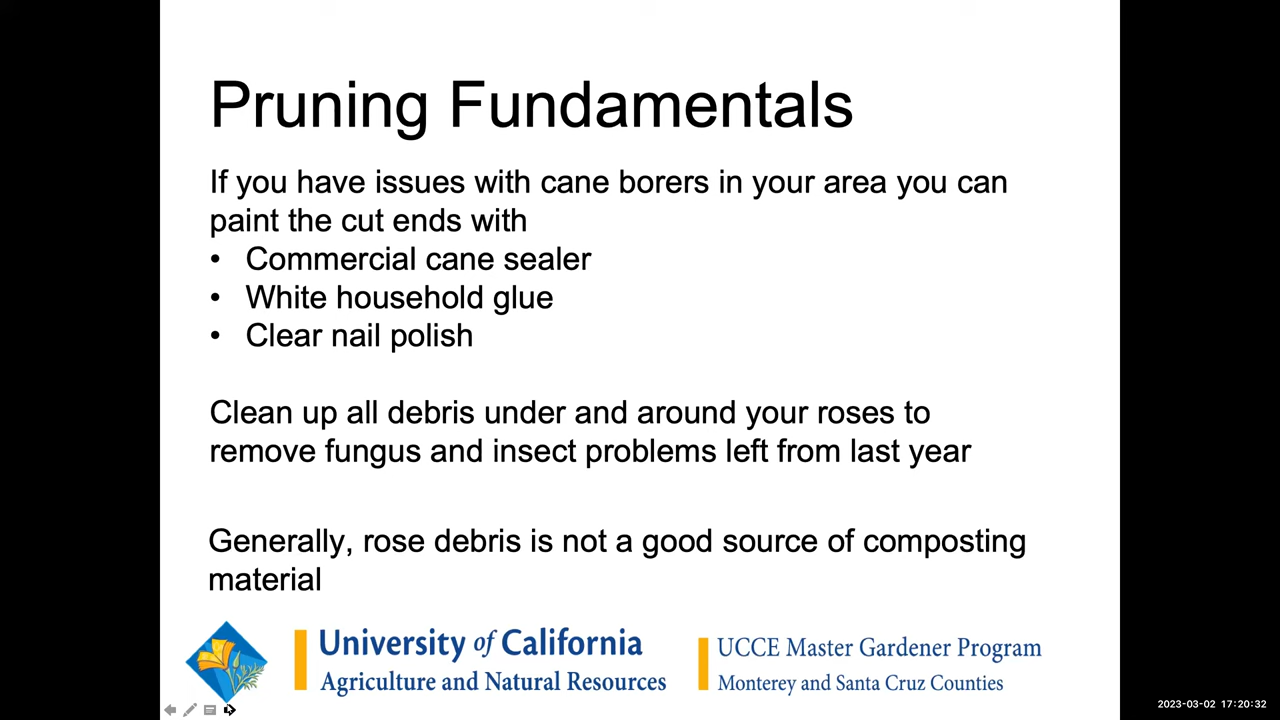 Pruning Fundamentals
If you have issues with cane borers in your area you can
paint the cut ends with
• Commercial cane sealer
• White household glue
• Clear nail polish
Clean up all debris under and around your roses to
remove fungus and insect problems left from last year
Generally, rose debris is not a good source of composting
material
University of California
Agriculture and Natural Resources
UCCE Master Gardener Program
Monterey and Santa Cruz Counties
2023-03-02 17:20:32